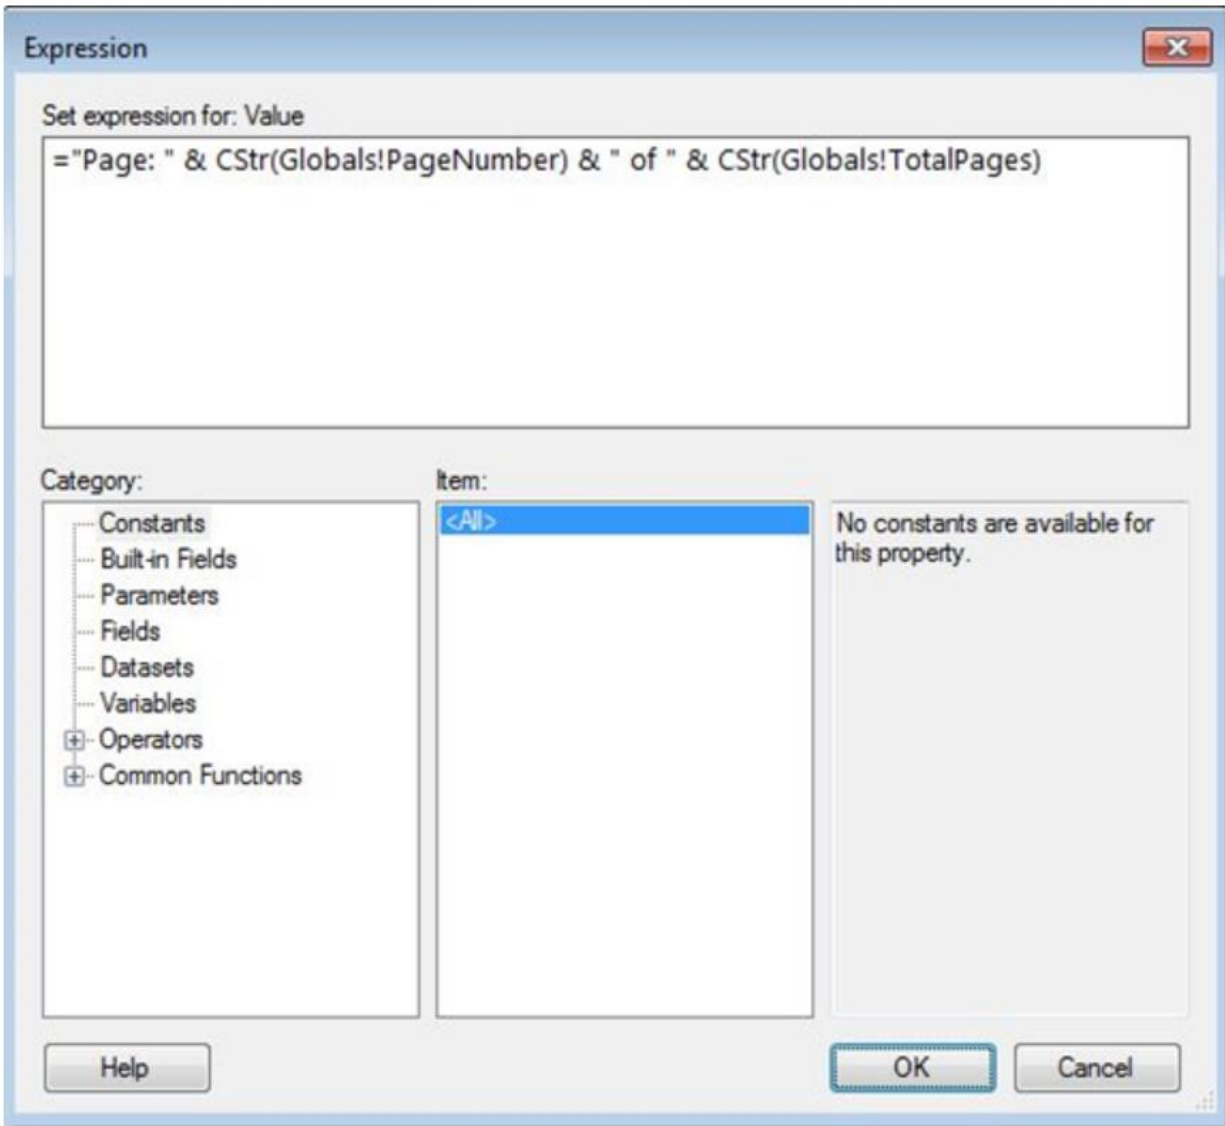 Expression
Set expression for: Value
="Page: " & CStr(Globals!PageNumber) & " of " & CStr(Globals!TotalPages)
Category:
Item:
Constants
Built-in Fields
Parameters
Fields
Datasets
Variables
Operators
Common Functions
<All>
No constants are available for
this property.
Help
OK
Cancel